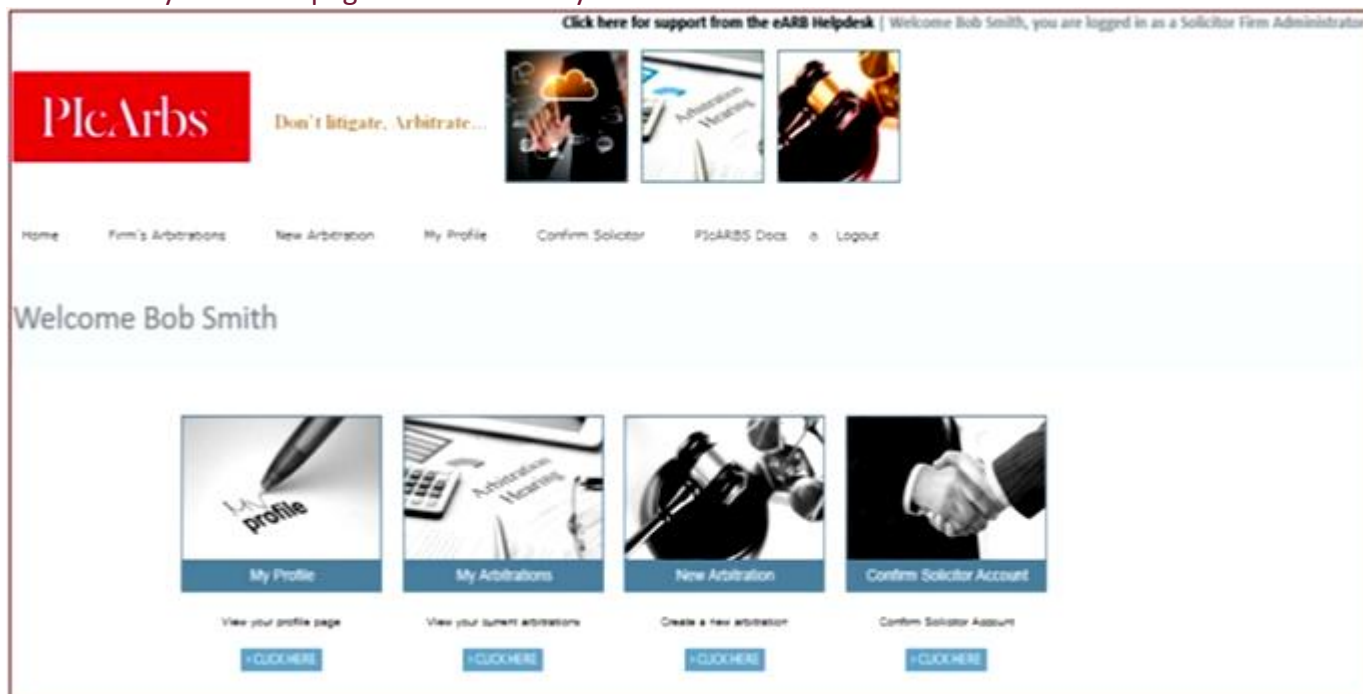 Click here for support from the eARB Helpdesk | Welcome Bob Smith, you are logged in as a Solicitor Firm Administrator
PIcArbs
Don't litigate, Arbitrate...
Arbitration
Hearing
Home Firm's Arbitrations New Arbitration My Profile Confirm Solicitor PIcARBS Docs Logout
Welcome Bob Smith
My
profile
Arbitration
Hearing
My Profile My Arbitrations New Arbitration Confirm Solicitor Account
View your profile page View your current arbitrations Create a new arbitration Confirm Solicitor Account
› CLICK HERE › CLICK HERE › CLICK HERE › CLICK HERE